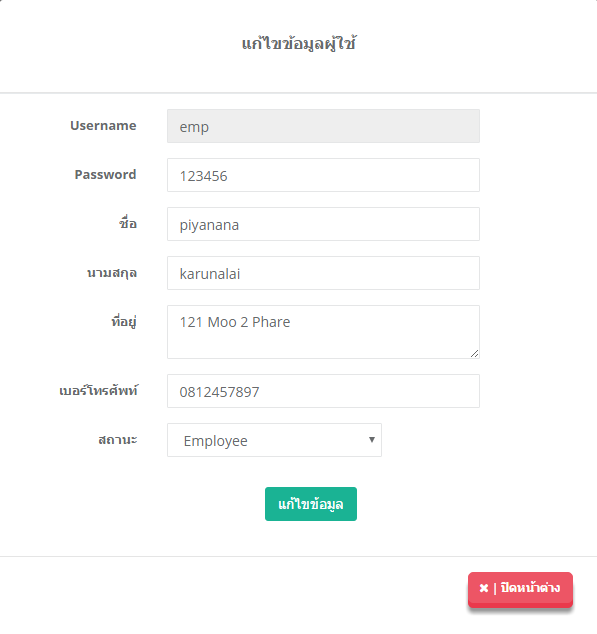 แก้ไขข้อมูลผู้ใช้
Username emp
Password 123456
ชื่อ piyanana
นามสกุล karunalai
ที่อยู่ 121 Moo 2 Phare
เบอร์โทรศัพท์ 0812457897
สถานะ Employee
แก้ไขข้อมูล
✖ | ปิดหน้าต่าง